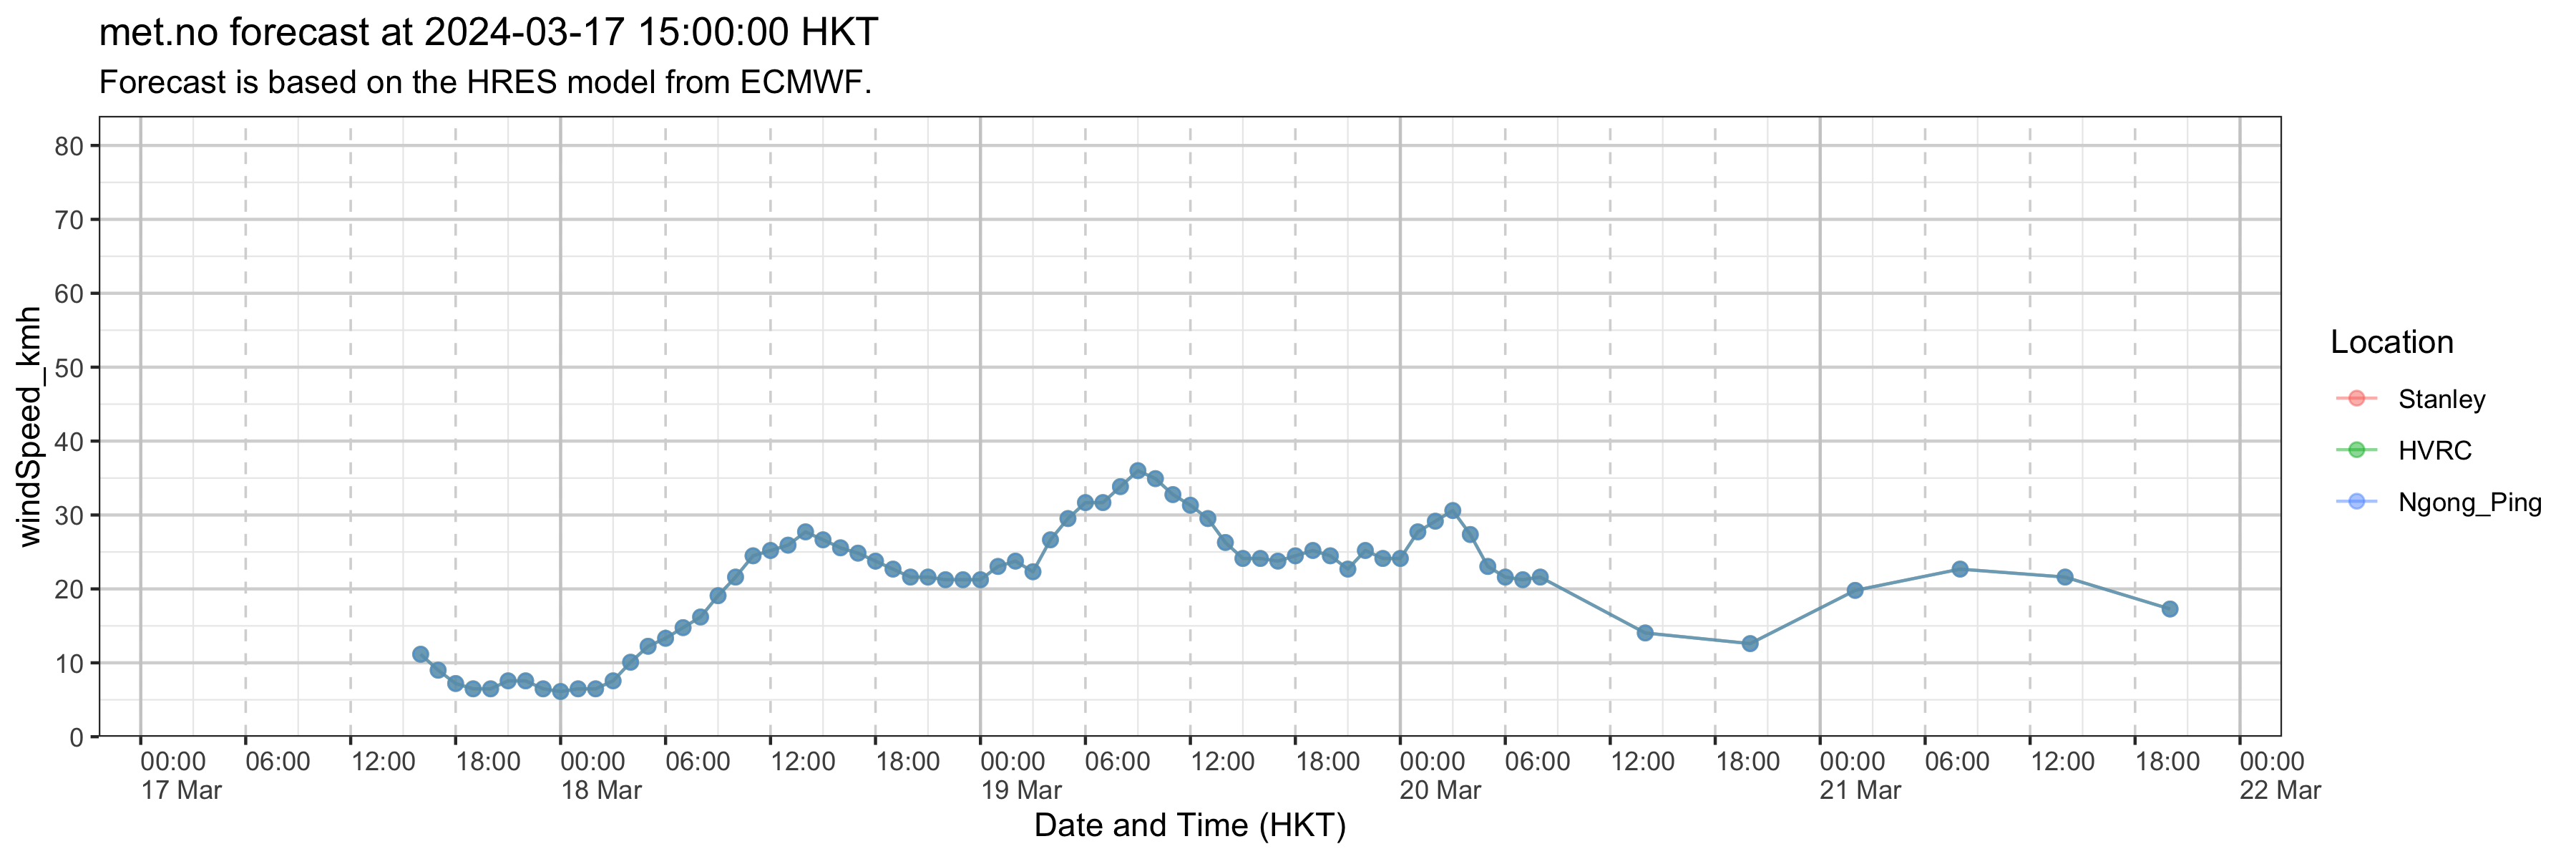 met.no forecast at 2024-03-17 15:00:00 HKT
Forecast is based on the HRES model from ECMWF.
windSpeed_kmh
80
70
60
50
40
30
20
10
0
00:00 06:00 12:00 18:00 00:00 06:00 12:00 18:00 00:00 06:00 12:00 18:00 00:00 06:00 12:00 18:00 00:00 06:00 12:00 18:00 00:00
17 Mar 18 Mar 19 Mar 20 Mar 21 Mar 22 Mar
Date and Time (HKT)
Location
Stanley
HVRC
Ngong_Ping